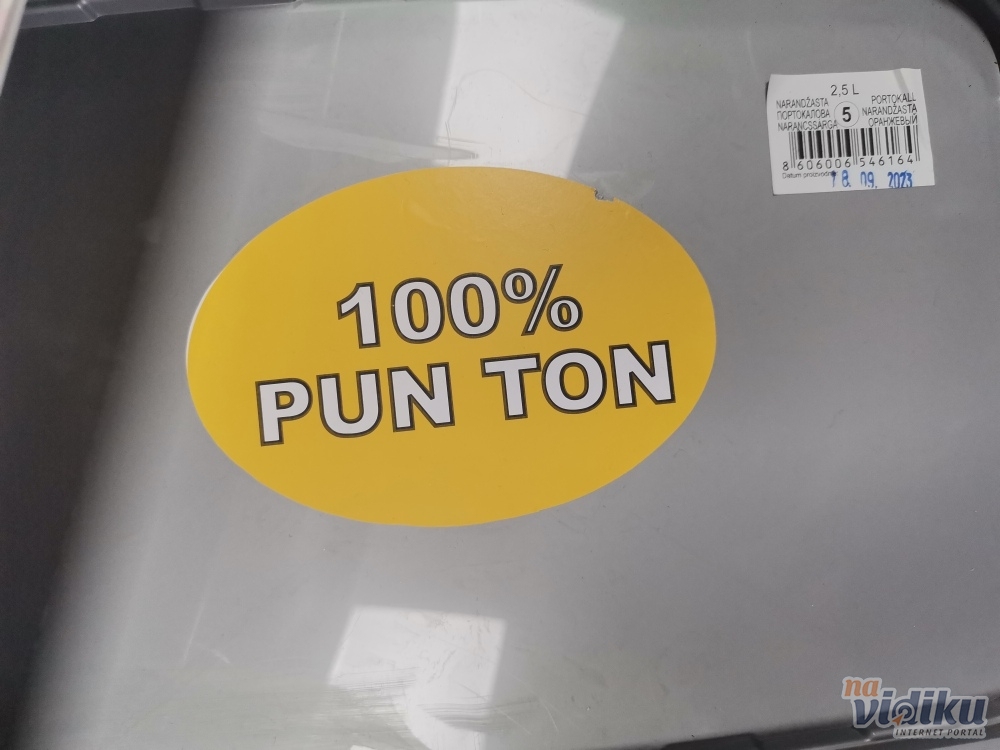 2,5 L
NARANDŽASTA PORTOKALL
ПОРТОКАЛОВА 5 NARANDŽASTA
NARANCSSÁRGA ОРАНЖЕВЫЙ
8 606006 546164
Datum proizvodnje 18. 09. 2023
100%
PUN TON
na
vidiku
INTERNET PORTAL